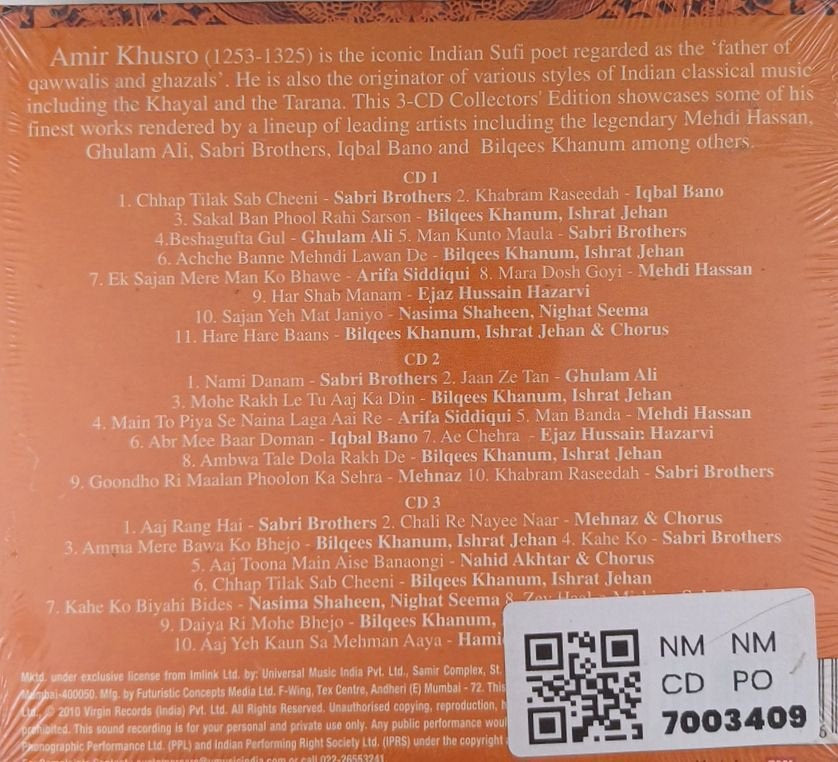 Amir Khusro (1253-1325) is the iconic Indian Sufi poet regarded as the ‘father of
qawwalis and ghazals’. He is also the originator of various styles of Indian classical music
including the Khayal and the Tarana. This 3-CD Collectors' Edition showcases some of his
finest works rendered by a lineup of leading artists including the legendary Mehdi Hassan,
Ghulam Ali, Sabri Brothers, Iqbal Bano and Bilqees Khanum among others.
CD 1
1. Chhap Tilak Sab Cheeni - Sabri Brothers 2. Khabram Raseedah - Iqbal Bano
3. Sakal Ban Phool Rahi Sarson - Bilqees Khanum, Ishrat Jehan
4.Beshagufta Gul - Ghulam Ali 5. Man Kunto Maula - Sabri Brothers
6. Achche Banne Mehndi Lawan De - Bilqees Khanum, Ishrat Jehan
7. Ek Sajan Mere Man Ko Bhawe - Arifa Siddiqui 8. Mara Dosh Goyi - Mehdi Hassan
9. Har Shab Manam - Ejaz Hussain Hazarvi
10. Sajan Yeh Mat Janiyo - Nasima Shaheen, Nighat Seema
11. Hare Hare Baans - Bilqees Khanum, Ishrat Jehan & Chorus
CD 2
1. Nami Danam - Sabri Brothers 2. Jaan Ze Tan - Ghulam Ali
3. Mohe Rakh Le Tu Aaj Ka Din - Bilqees Khanum, Ishrat Jehan
4. Main To Piya Se Naina Laga Aai Re - Arifa Siddiqui 5. Man Banda - Mehdi Hassan
6. Abr Mee Baar Doman - Iqbal Bano 7. Ae Chehra - Ejaz Hussain Hazarvi
8. Ambwa Tale Dola Rakh De - Bilqees Khanum, Ishrat Jehan
9. Goondho Ri Maalan Phoolon Ka Sehra - Mehnaz 10. Khabram Raseedah - Sabri Brothers
CD 3
1. Aaj Rang Hai - Sabri Brothers 2. Chali Re Nayee Naar - Mehnaz & Chorus
3. Amma Mere Bawa Ko Bhejo - Bilqees Khanum, Ishrat Jehan 4. Kahe Ko - Sabri Brothers
5. Aaj Toona Main Aise Banaongi - Nahid Akhtar & Chorus
6. Chhap Tilak Sab Cheeni - Bilqees Khanum, Ishrat Jehan
7. Kahe Ko Biyahi Bides - Nasima Shaheen, Nighat Seema 8.
9. Daiya Ri Mohe Bhejo - Bilqees Khanum,
10. Aaj Yeh Kaun Sa Mehman Aaya -
Mktd. under exclusive license from Imlink Ltd. by: Universal Music India Pvt. Ltd., Samir Complex, St.
Mumbai-400050. Mfg. by Futuristic Concepts Media Ltd. F-Wing, Tex Centre, Andheri (E) Mumbai - 72. This
Ltd., © 2010 Virgin Records (India) Pvt. Ltd. All Rights Reserved. Unauthorised copying, reproduction,
prohibited. This sound recording is for your personal and private use only. Any public performance
Phonographic Performance Ltd. (PPL) and Indian Performing Right Society Ltd. (IPRS) under the copyright
or call 022-26553241
NM NM
CD PO
7003409